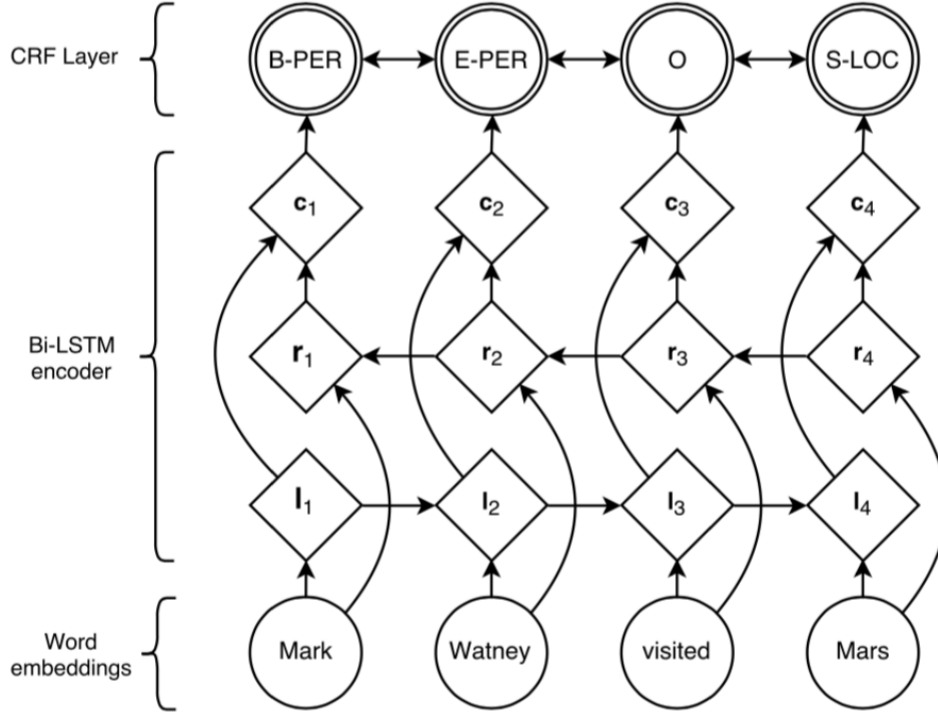 CRF Layer
B-PER
E-PER
O
S-LOC
c₁
c₂
c₃
c₄
Bi-LSTM
encoder
r₁
r₂
r₃
r₄
l₁
l₂
l₃
l₄
Word
embeddings
Mark
Watney
visited
Mars